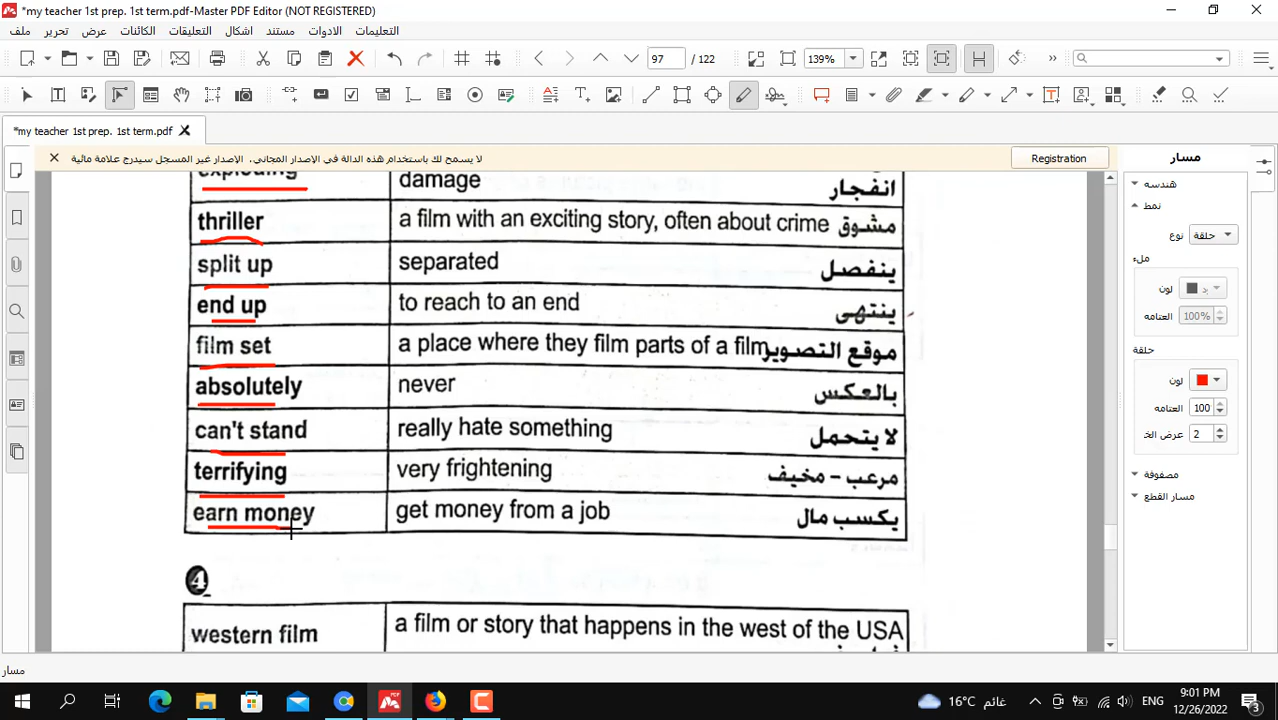 *my teacher 1st prep. 1st term.pdf-Master PDF Editor (NOT REGISTERED)
ملف تحرير عرض الكائنات التعليقات اشكال مستند الادوات التعليمات
97 / 122 139%
*my teacher 1st prep. 1st term.pdf
لا يسمح لك باستخدام هذه الدالة في الإصدار المجاني، الإصدار غير المسجل سيدرج علامة مائية
Registration
exploding damage انفجار
thriller a film with an exciting story, often about crime مشوق
split up separated ينفصل
end up to reach to an end ينتهى
film set a place where they film parts of a film موقع التصوير
absolutely never بالعكس
can't stand really hate something لا يتحمل
terrifying very frightening مرعب - مخيف
earn money get money from a job يكسب مال
4
western film a film or story that happens in the west of the USA
مسار
هندسه
نمط
نوع حلقة
ملء
لون
العتامه 100%
حلقة
لون
العتامه 100
عرض الخ 2
مصفوفة
مسار القطع
مسار
16°C غائم
ENG
9:01 PM
12/26/2022
3